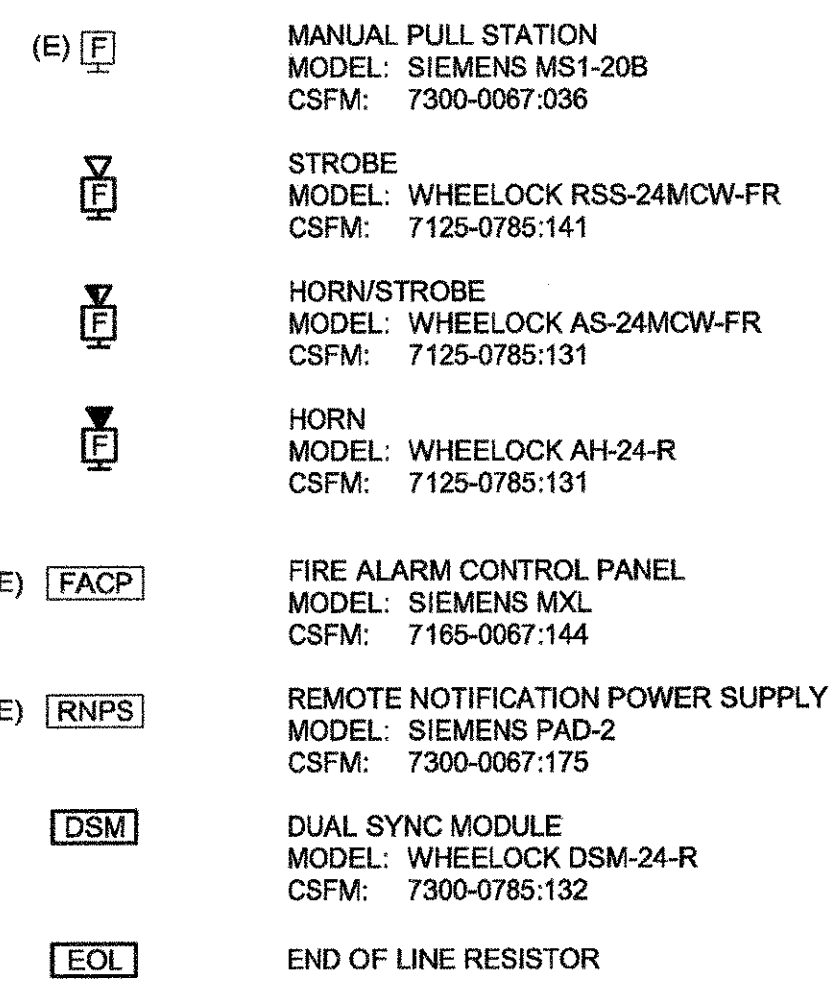 (E) F MANUAL PULL STATION
MODEL: SIEMENS MS1-20B
CSFM: 7300-0067:036
F STROBE
MODEL: WHEELOCK RSS-24MCW-FR
CSFM: 7125-0785:141
F HORN/STROBE
MODEL: WHEELOCK AS-24MCW-FR
CSFM: 7125-0785:131
F HORN
MODEL: WHEELOCK AH-24-R
CSFM: 7125-0785:131
E) FACP FIRE ALARM CONTROL PANEL
MODEL: SIEMENS MXL
CSFM: 7165-0067:144
E) RNPS REMOTE NOTIFICATION POWER SUPPLY
MODEL: SIEMENS PAD-2
CSFM: 7300-0067:175
DSM DUAL SYNC MODULE
MODEL: WHEELOCK DSM-24-R
CSFM: 7300-0785:132
EOL END OF LINE RESISTOR